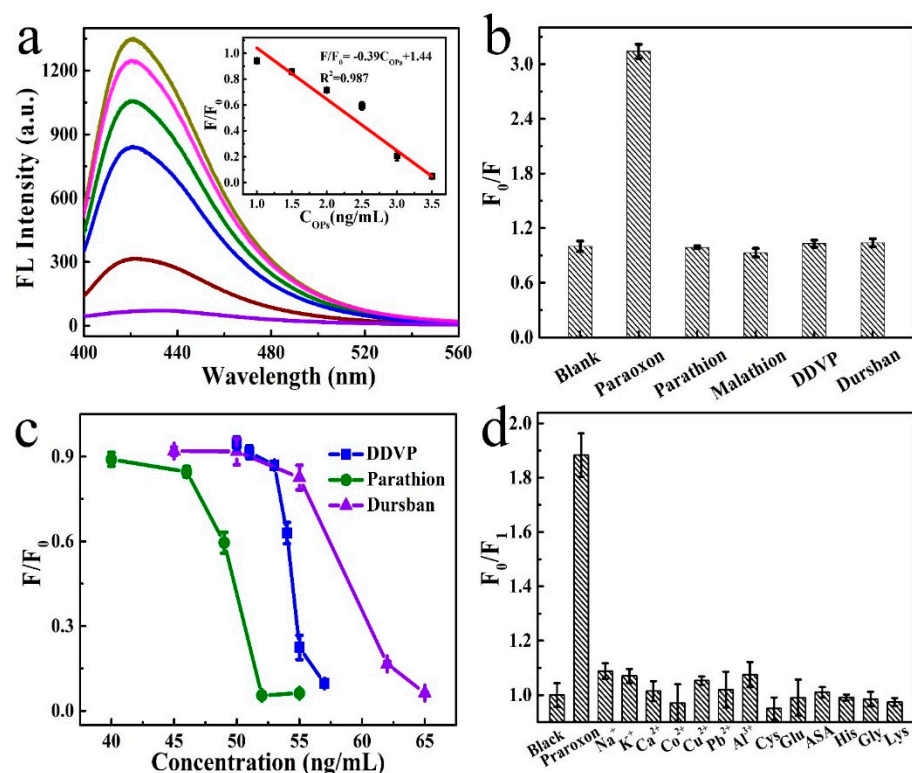 a
FL Intensity (a.u.)
1200
900
600
300
0
400 440 480 520 560
Wavelength (nm)
F/F0
1.0
0.8
0.6
0.4
0.2
0.0
F/F₀= -0.39C_OPs+1.44
R²=0.987
1.0 1.5 2.0 2.5 3.0 3.5
C_OPs(ng/mL)
b
F₀/F
3.0
2.4
1.8
1.2
0.6
0.0
Blank Paraoxon Parathion Malathion DDVP Dursban
c
F/F₀
0.9
0.6
0.3
0.0
DDVP
Parathion
Dursban
40 45 50 55 60 65
Concentration (ng/mL)
d
F₀/F₁
2.0
1.8
1.6
1.4
1.2
1.0
Black Praroxon Na⁺ K⁺ Ca²⁺ Co²⁺ Cu²⁺ Pb²⁺ Al³⁺ Cys Glu ASA His Gly Lys